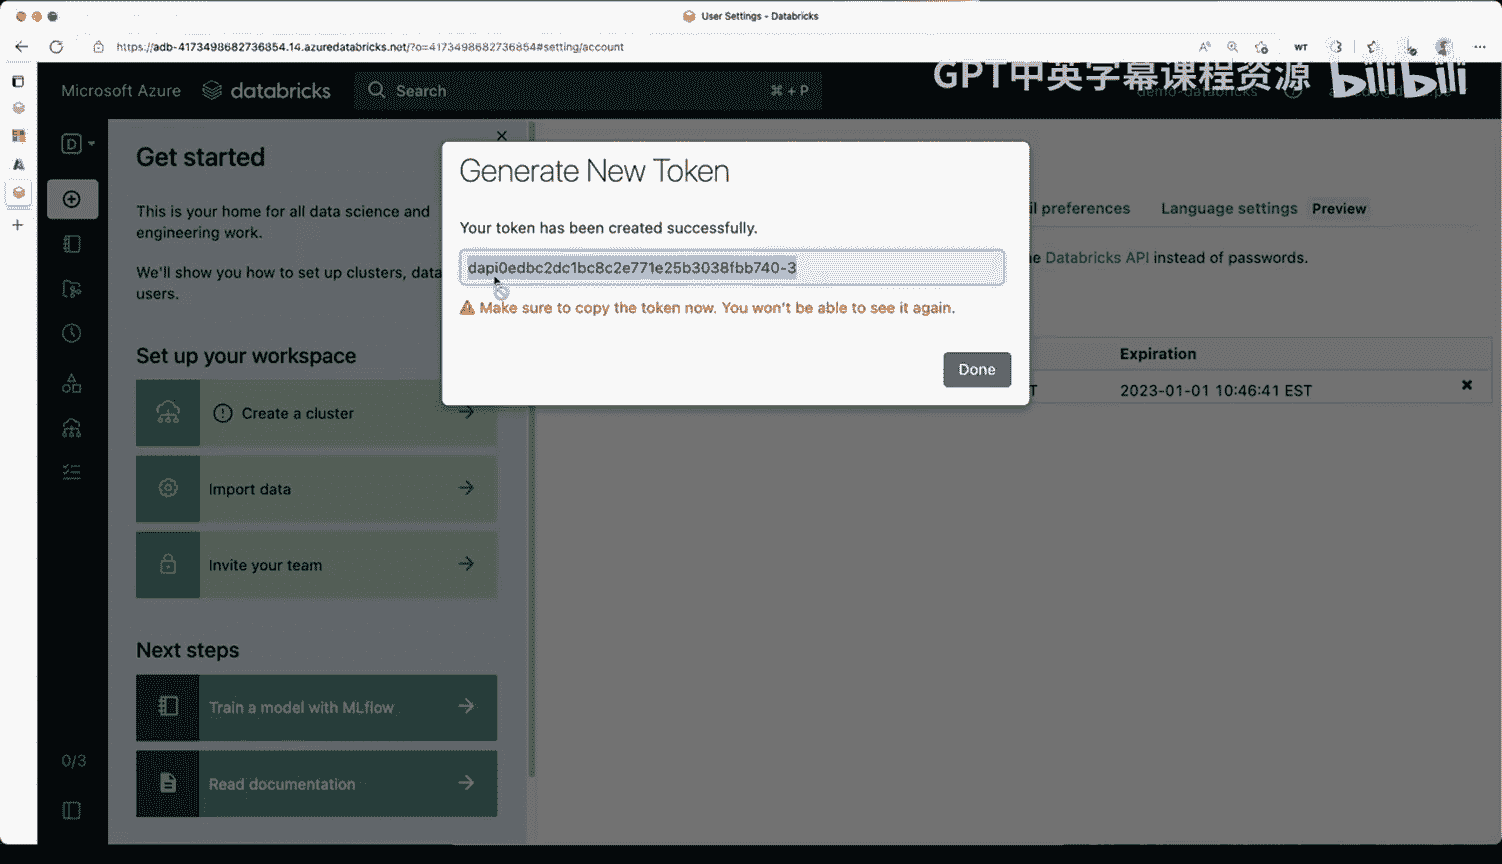 User Settings - Databricks
https://adb-4173498682736854.14.azuredatabricks.net/?o=4173498682736854#setting/account
WT
GPT中英字幕课程资源 bilibili
Microsoft Azure databricks
Search ⌘ + P
demo-databricks
D
Get started
This is your home for all data science and
engineering work.
We'll show you how to set up clusters, data
users.
Set up your workspace
Create a cluster
Import data
Invite your team
Next steps
Train a model with MLflow
Read documentation
0/3
Generate New Token
Your token has been created successfully.
dapi0edbc2dc1bc8c2e771e25b3038fbb740-3
Make sure to copy the token now. You won't be able to see it again.
Done
il preferences Language settings Preview
Databricks API instead of passwords.
Expiration
2023-01-01 10:46:41 EST